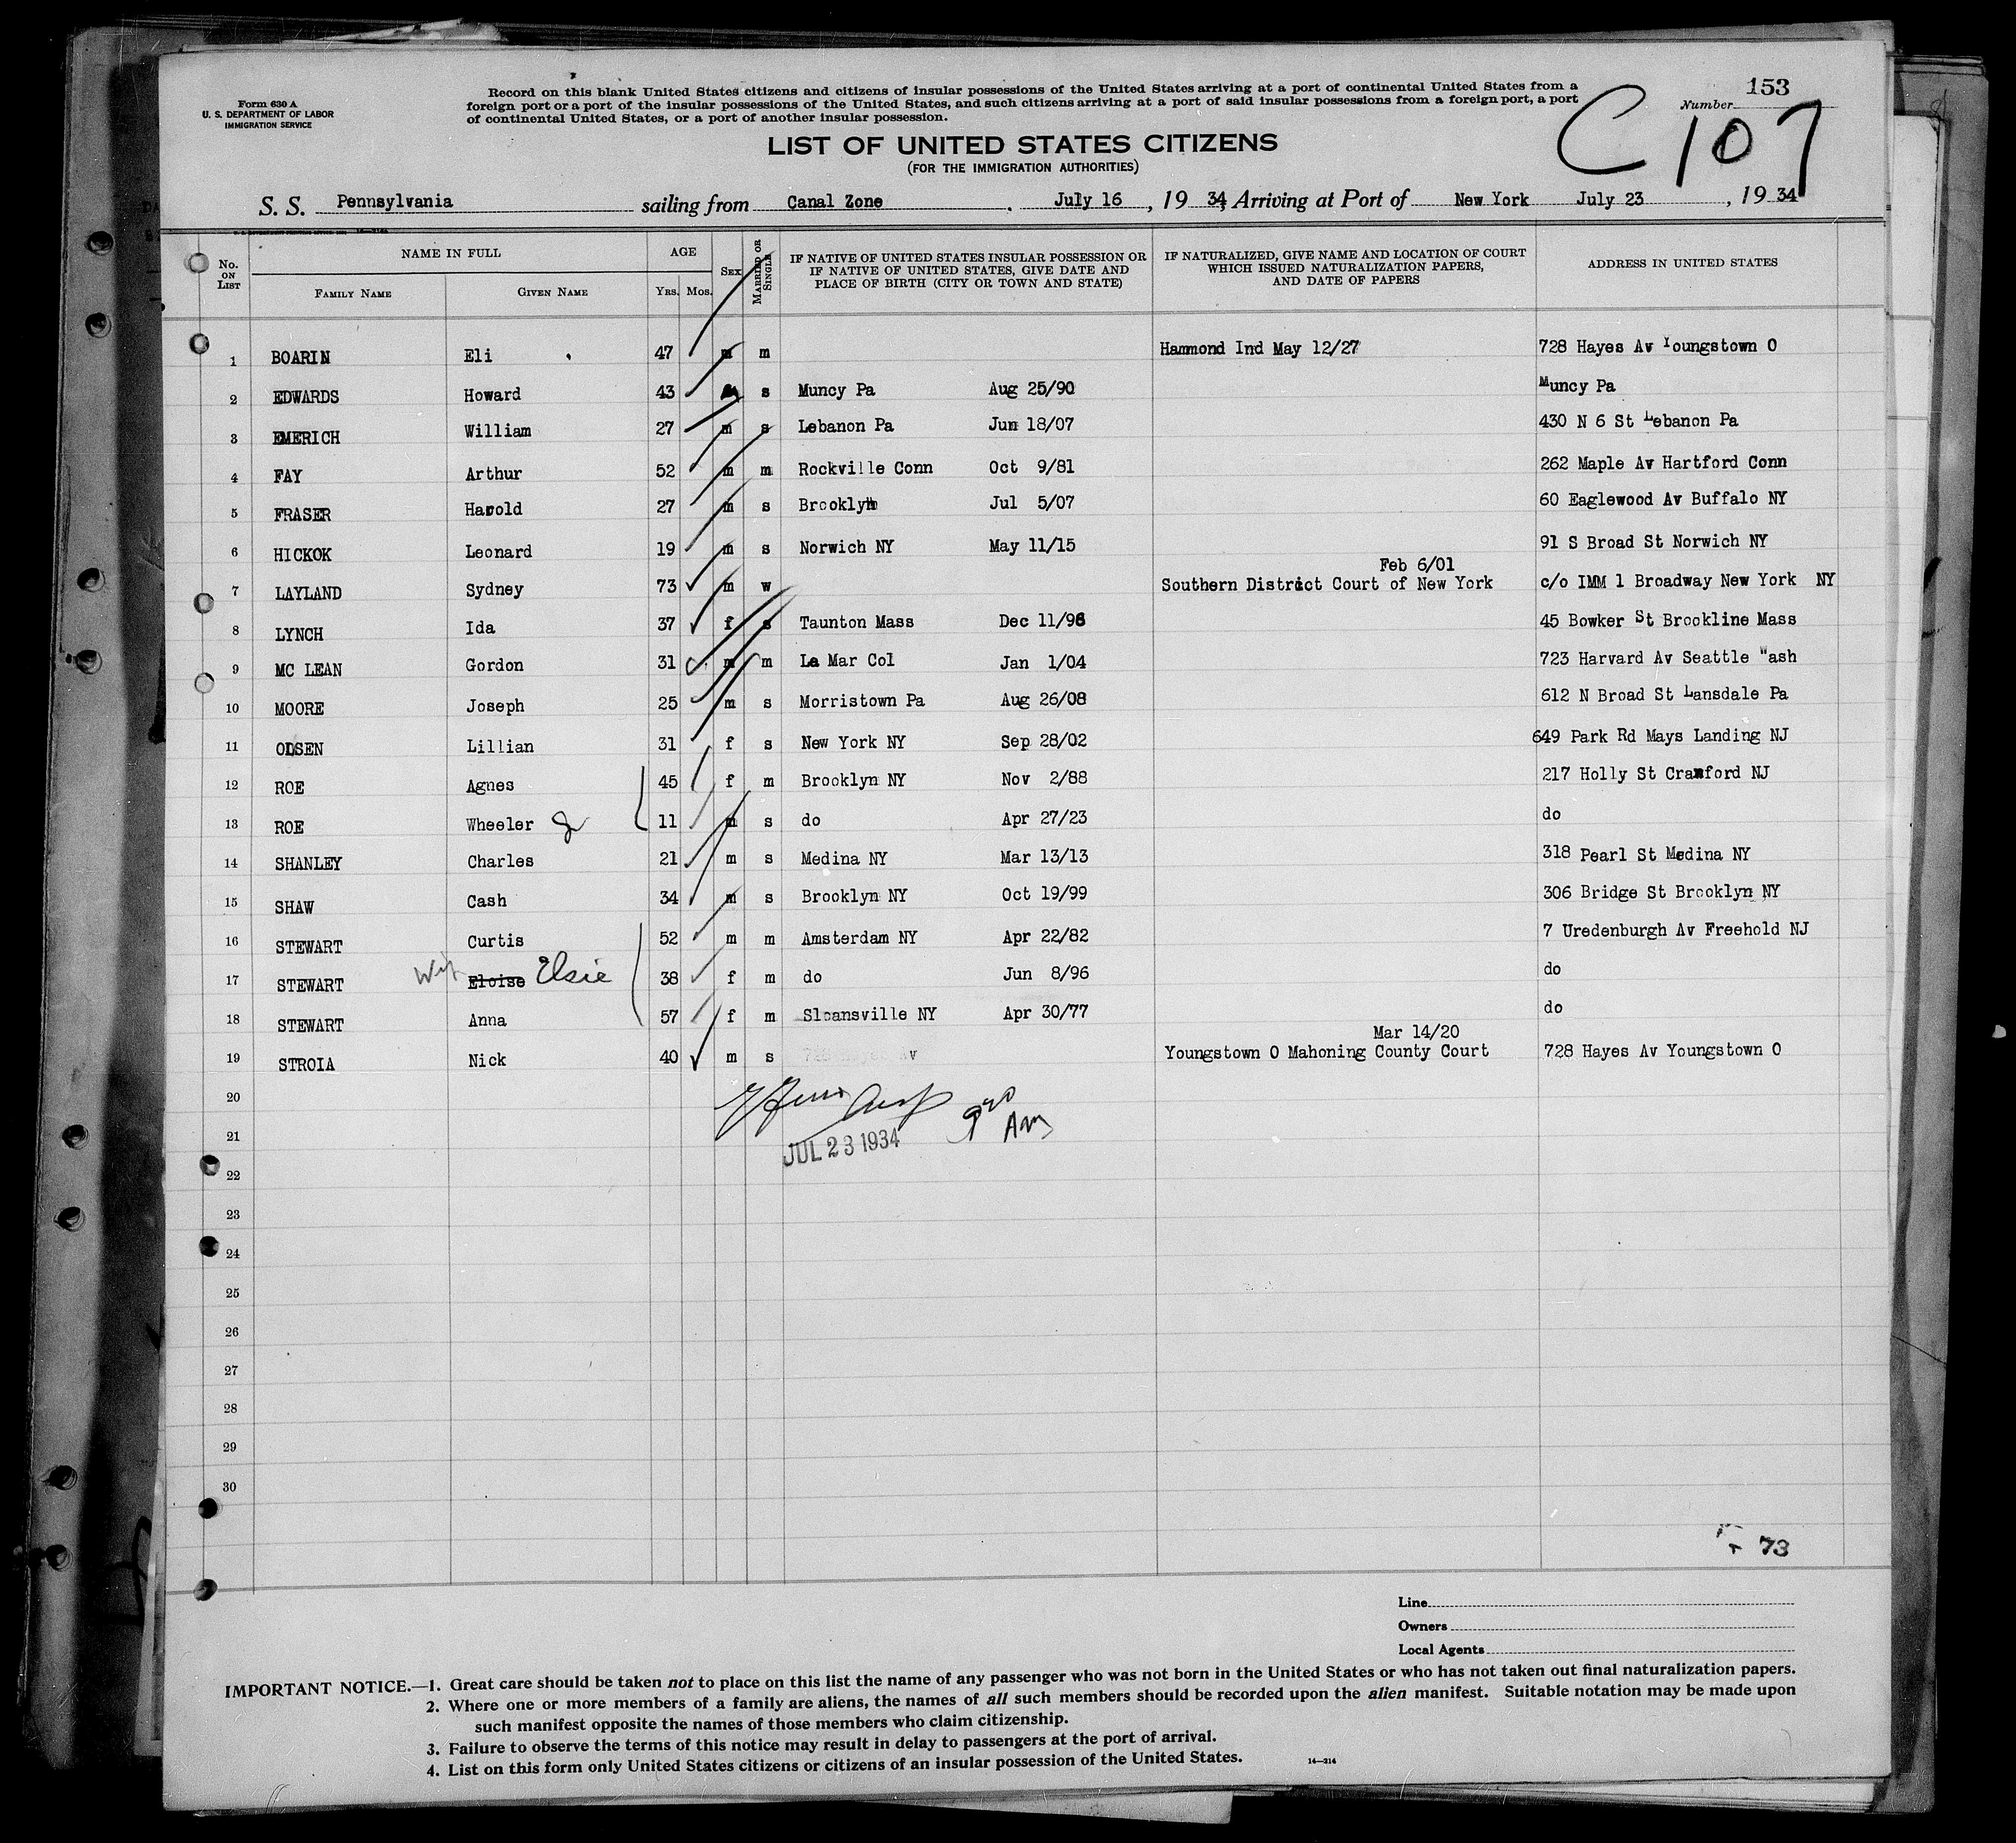 Form 630 A
U. S. DEPARTMENT OF LABOR
IMMIGRATION SERVICE
Record on this blank United States citizens and citizens of insular possessions of the United States arriving at a port of continental United States from a
foreign port or a port of the insular possessions of the United States, and such citizens arriving at a port of said insular possessions from a foreign port, a port
of continental United States, or a port of another insular possession.
Number 153
C 107
LIST OF UNITED STATES CITIZENS
(FOR THE IMMIGRATION AUTHORITIES)
S. S. Pennsylvania sailing from Canal Zone July 16, 1934, Arriving at Port of New York July 23, 1934
No. ON LIST NAME IN FULL AGE SEX MARRIED OR SINGLE IF NATIVE OF UNITED STATES INSULAR POSSESSION OR IF NATIVE OF UNITED STATES, GIVE DATE AND PLACE OF BIRTH (CITY OR TOWN AND STATE) IF NATURALIZED, GIVE NAME AND LOCATION OF COURT WHICH ISSUED NATURALIZATION PAPERS, AND DATE OF PAPERS ADDRESS IN UNITED STATES
FAMILY NAME GIVEN NAME YRS. MOS.
1 BOARIN Eli 47 m m Hammond Ind May 12/27 728 Hayes Av Youngstown O
2 EDWARDS Howard 43 s Muncy Pa Aug 25/90 Muncy Pa
3 EMERICH William 27 m s Lebanon Pa Jun 18/07 430 N 6 St Lebanon Pa
4 FAY Arthur 52 m m Rockville Conn Oct 9/81 262 Maple Av Hartford Conn
5 FRASER Harold 27 m s Brooklyn Jul 5/07 60 Eaglewood Av Buffalo NY
6 HICKOK Leonard 19 m s Norwich NY May 11/15 91 S Broad St Norwich NY
Feb 6/01
7 LAYLAND Sydney 73 m w Southern District Court of New York c/o IMM 1 Broadway New York NY
8 LYNCH Ida 37 f s Taunton Mass Dec 11/96 45 Bowker St Brookline Mass
9 MC LEAN Gordon 31 m m La Mar Col Jan 1/04 723 Harvard Av Seattle Wash
10 MOORE Joseph 25 m s Morristown Pa Aug 26/08 612 N Broad St Lansdale Pa
11 OLSEN Lillian 31 f s New York NY Sep 28/02 649 Park Rd Mays Landing NJ
12 ROE Agnes 45 f m Brooklyn NY Nov 2/88 217 Holly St Cranford NJ
13 ROE Wheeler 11 m s do Apr 27/23 do
14 SHANLEY Charles 21 m s Medina NY Mar 13/13 318 Pearl St Medina NY
15 SHAW Cash 34 m s Brooklyn NY Oct 19/99 306 Bridge St Brooklyn NY
16 STEWART Curtis 52 m m Amsterdam NY Apr 22/82 7 Uredenburgh Av Freehold NJ
17 STEWART Eloise Elsie 38 f m do Jun 8/96 do
18 STEWART Anna 57 f m Sloansville NY Apr 30/77 do
Mar 14/20
19 STROIA Nick 40 m s Youngstown O Mahoning County Court 728 Hayes Av Youngstown O
20
21 JUL 23 1934 AM
22
23
24
25
26
27
28
29
30
73
Line
Owners
Local Agents
IMPORTANT NOTICE.—1. Great care should be taken not to place on this list the name of any passenger who was not born in the United States or who has not taken out final naturalization papers.
2. Where one or more members of a family are aliens, the names of all such members should be recorded upon the alien manifest. Suitable notation may be made upon
such manifest opposite the names of those members who claim citizenship.
3. Failure to observe the terms of this notice may result in delay to passengers at the port of arrival.
4. List on this form only United States citizens or citizens of an insular possession of the United States. 14—214